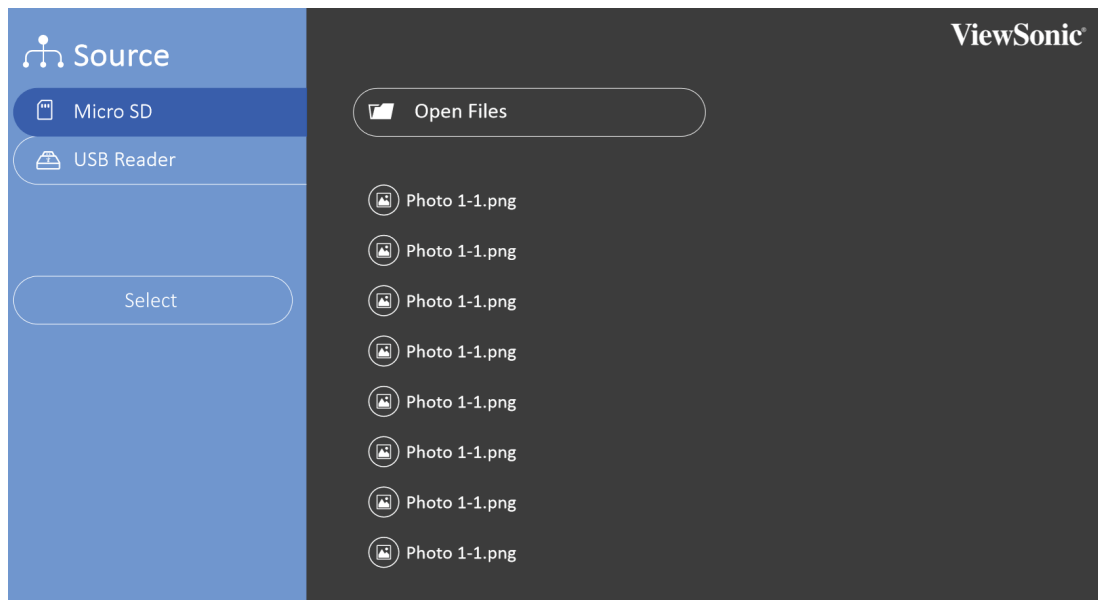 Source
Micro SD
USB Reader
Select
ViewSonic®
Open Files
Photo 1-1.png
Photo 1-1.png
Photo 1-1.png
Photo 1-1.png
Photo 1-1.png
Photo 1-1.png
Photo 1-1.png
Photo 1-1.png